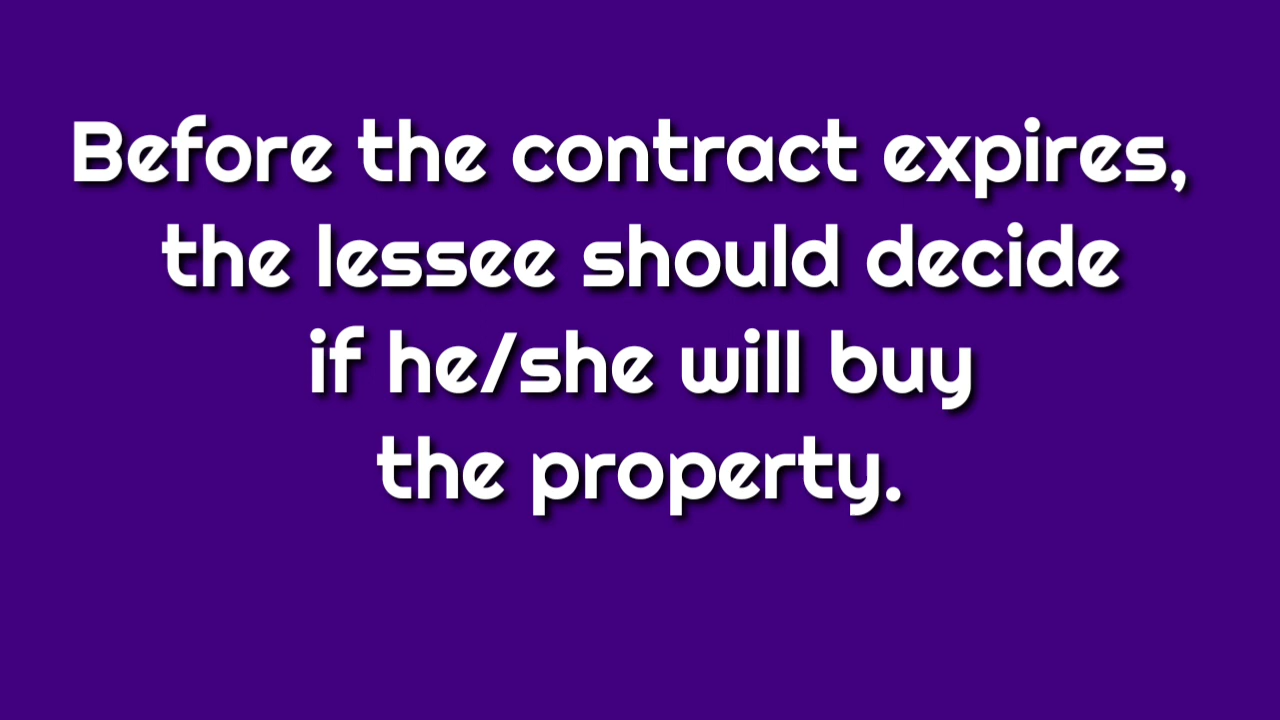 Before the contract expires,
the lessee should decide
if he/she will buy
the property.